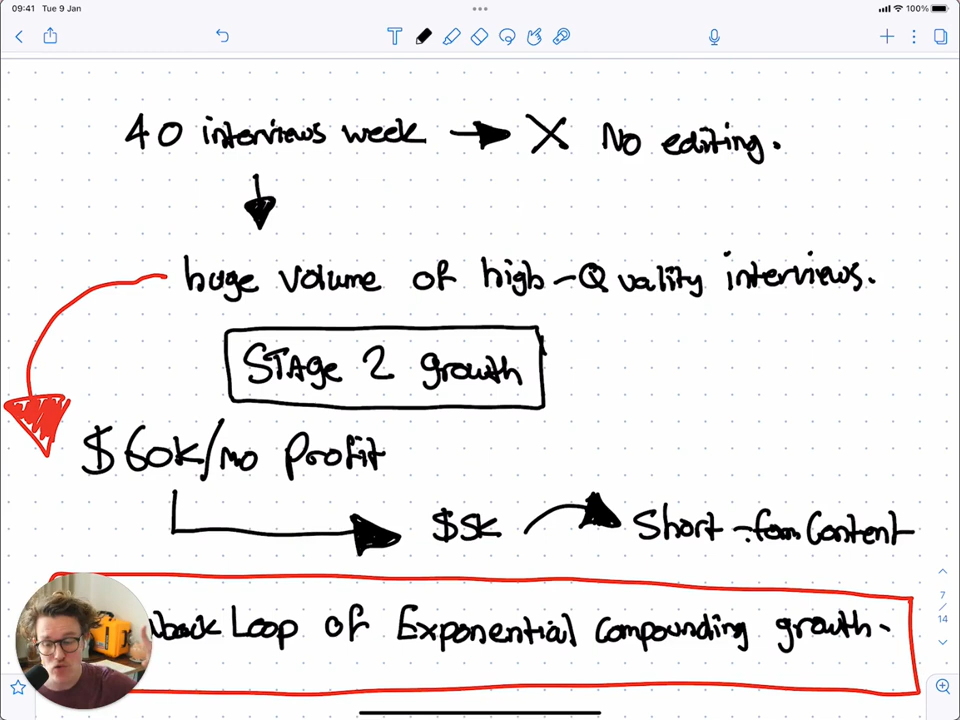 09:41 Tue 9 Jan
100%
40 interviews week → X No editing.
huge volume of high-Quality interviews.
STAGe 2 growth
$60k/mo Profit
$5k
Short-form Content
back Loop of Exponential compounding growth.
7
/
14